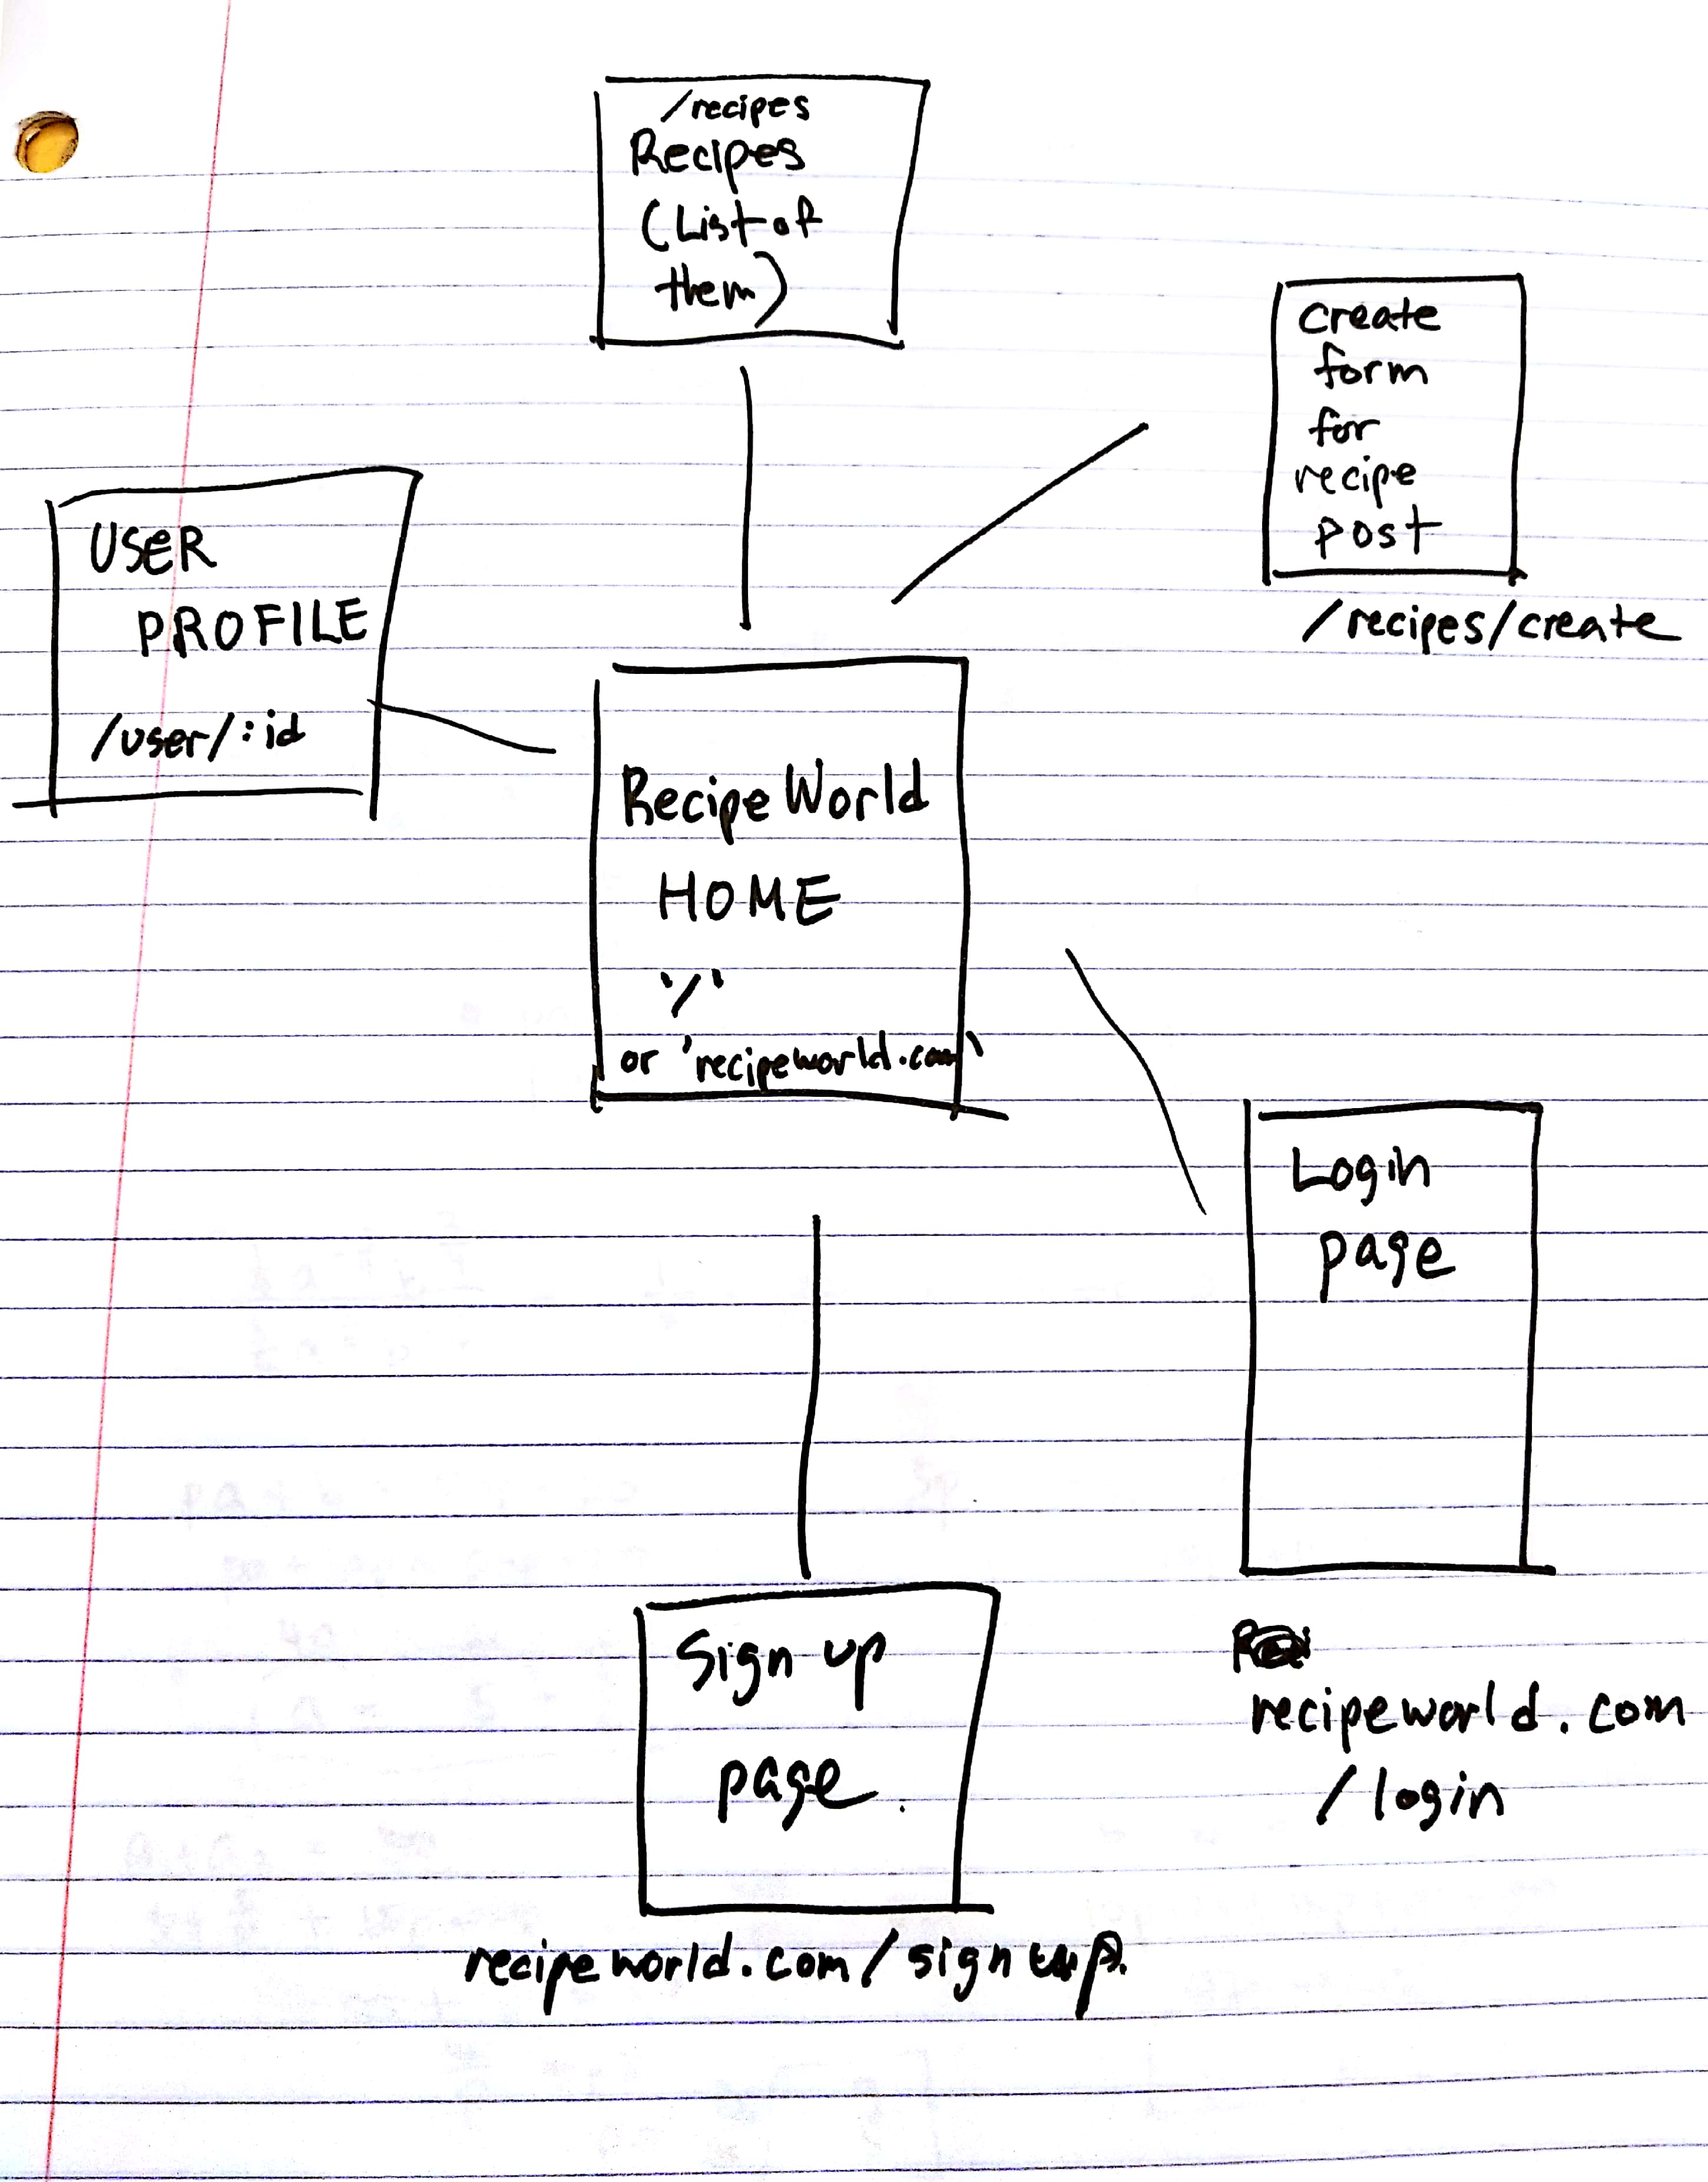 /recipes
Recipes
(List of
them)
create
form
for
recipe
post
/recipes/create
USER
PROFILE
/user/:id
Recipe World
HOME
'/'
or 'recipeworld.com'
Login
page
recipeworld.com
/login
Sign up
page.
recipeworld.com/signup.